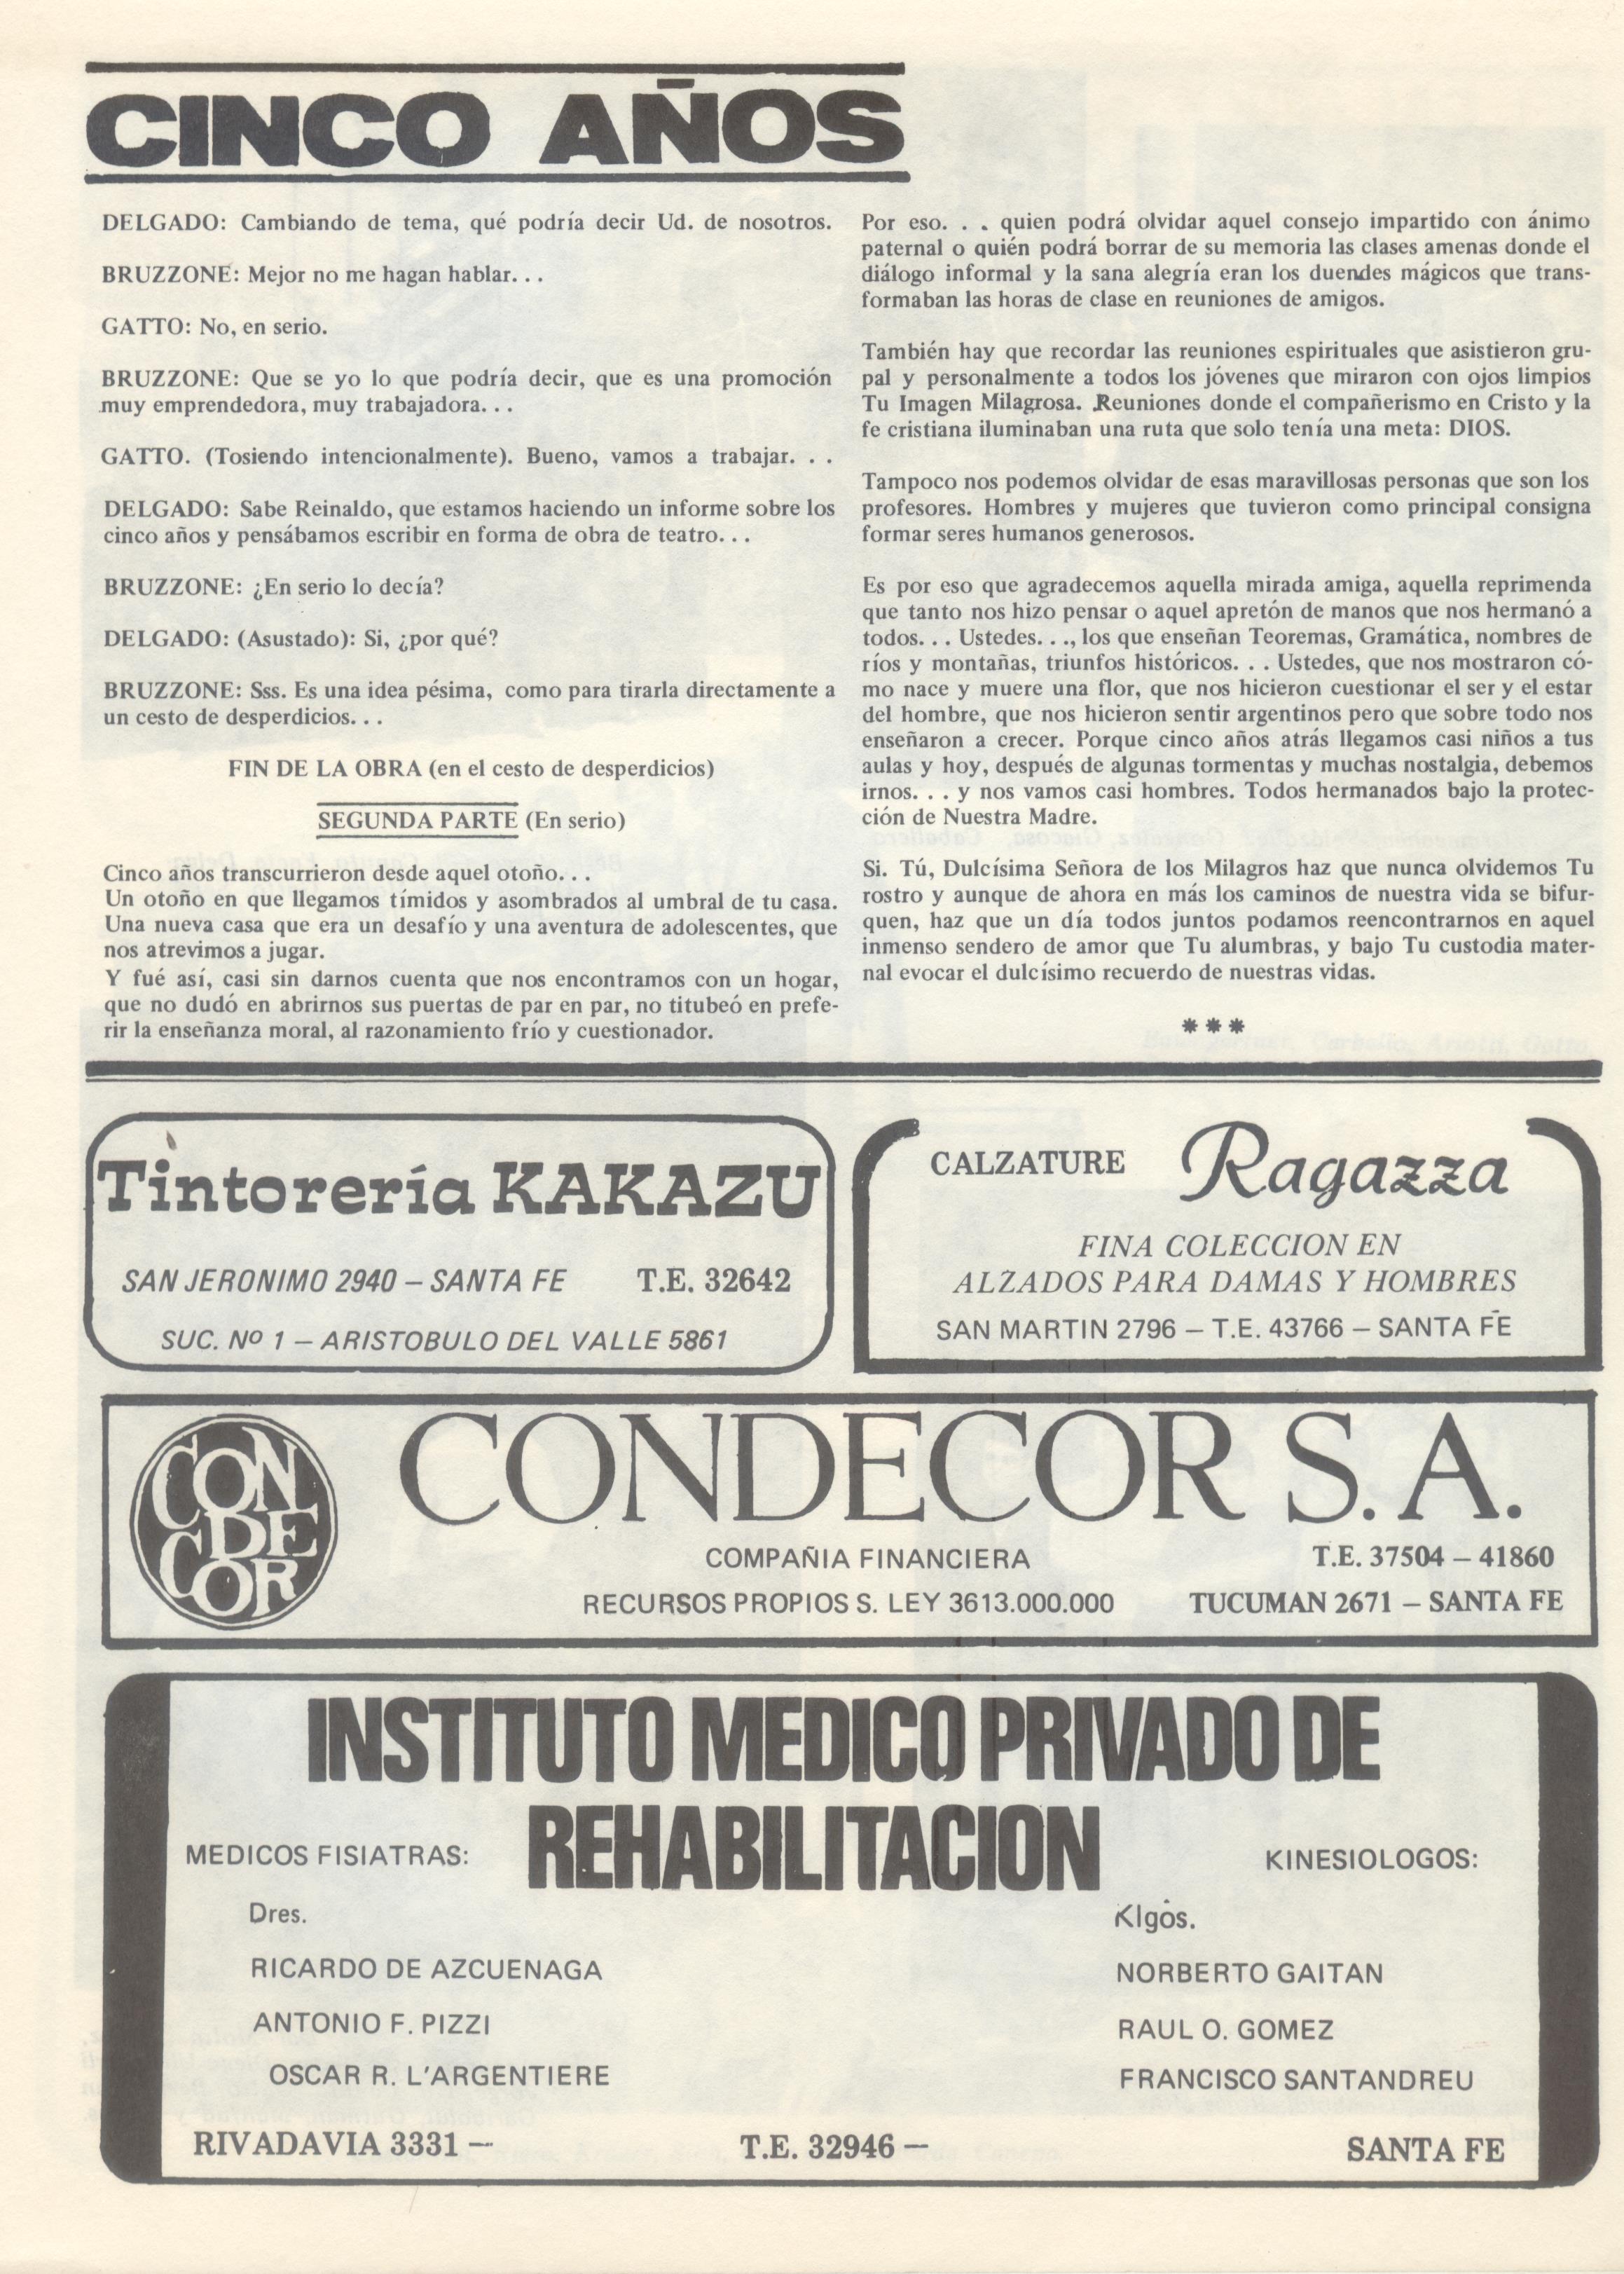 CINCO AÑOS
DELGADO: Cambiando de tema, qué podría decir Ud. de nosotros.
BRUZZONE: Mejor no me hagan hablar. . .
GATTO: No, en serio.
BRUZZONE: Que se yo lo que podría decir, que es una promoción
muy emprendedora, muy trabajadora. . .
GATTO. (Tosiendo intencionalmente). Bueno, vamos a trabajar. . .
DELGADO: Sabe Reinaldo, que estamos haciendo un informe sobre los
cinco años y pensábamos escribir en forma de obra de teatro. . .
BRUZZONE: ¿En serio lo decía?
DELGADO: (Asustado): Si, ¿por qué?
BRUZZONE: Sss. Es una idea pésima, como para tirarla directamente a
un cesto de desperdicios. . .
FIN DE LA OBRA (en el cesto de desperdicios)
SEGUNDA PARTE (En serio)
Cinco años transcurrieron desde aquel otoño. . .
Un otoño en que llegamos tímidos y asombrados al umbral de tu casa.
Una nueva casa que era un desafío y una aventura de adolescentes, que
nos atrevimos a jugar.
Y fué así, casi sin darnos cuenta que nos encontramos con un hogar,
que no dudó en abrirnos sus puertas de par en par, no titubeó en prefe-
rir la enseñanza moral, al razonamiento frío y cuestionador.
Por eso. . . quien podrá olvidar aquel consejo impartido con ánimo
paternal o quién podrá borrar de su memoria las clases amenas donde el
diálogo informal y la sana alegría eran los duendes mágicos que trans-
formaban las horas de clase en reuniones de amigos.
También hay que recordar las reuniones espirituales que asistieron gru-
pal y personalmente a todos los jóvenes que miraron con ojos limpios
Tu Imagen Milagrosa. Reuniones donde el compañerismo en Cristo y la
fe cristiana iluminaban una ruta que solo tenía una meta: DIOS.
Tampoco nos podemos olvidar de esas maravillosas personas que son los
profesores. Hombres y mujeres que tuvieron como principal consigna
formar seres humanos generosos.
Es por eso que agradecemos aquella mirada amiga, aquella reprimenda
que tanto nos hizo pensar o aquel apretón de manos que nos hermanó a
todos. . . Ustedes. . ., los que enseñan Teoremas, Gramática, nombres de
ríos y montañas, triunfos históricos. . . Ustedes, que nos mostraron có-
mo nace y muere una flor, que nos hicieron cuestionar el ser y el estar
del hombre, que nos hicieron sentir argentinos pero que sobre todo nos
enseñaron a crecer. Porque cinco años atrás llegamos casi niños a tus
aulas y hoy, después de algunas tormentas y muchas nostalgia, debemos
irnos. . . y nos vamos casi hombres. Todos hermanados bajo la protec-
ción de Nuestra Madre.
Si. Tú, Dulcísima Señora de los Milagros haz que nunca olvidemos Tu
rostro y aunque de ahora en más los caminos de nuestra vida se bifur-
quen, haz que un día todos juntos podamos reencontrarnos en aquel
inmenso sendero de amor que Tu alumbras, y bajo Tu custodia mater-
nal evocar el dulcísimo recuerdo de nuestras vidas.
***
Tintorería KAKAZU
SAN JERONIMO 2940 – SANTA FE T.E. 32642
SUC. Nº 1 – ARISTOBULO DEL VALLE 5861
CALZATURE Ragazza
FINA COLECCION EN
ALZADOS PARA DAMAS Y HOMBRES
SAN MARTIN 2796 – T.E. 43766 – SANTA FE
CON
DE
COR
CONDECOR S.A.
COMPAÑIA FINANCIERA T.E. 37504 – 41860
RECURSOS PROPIOS S. LEY 3613.000.000 TUCUMAN 2671 – SANTA FE
INSTITUTO MEDICO PRIVADO DE
REHABILITACION
MEDICOS FISIATRAS:
Dres.
RICARDO DE AZCUENAGA
ANTONIO F. PIZZI
OSCAR R. L'ARGENTIERE
KINESIOLOGOS:
Klgos.
NORBERTO GAITAN
RAUL O. GOMEZ
FRANCISCO SANTANDREU
RIVADAVIA 3331 — T.E. 32946 — SANTA FE